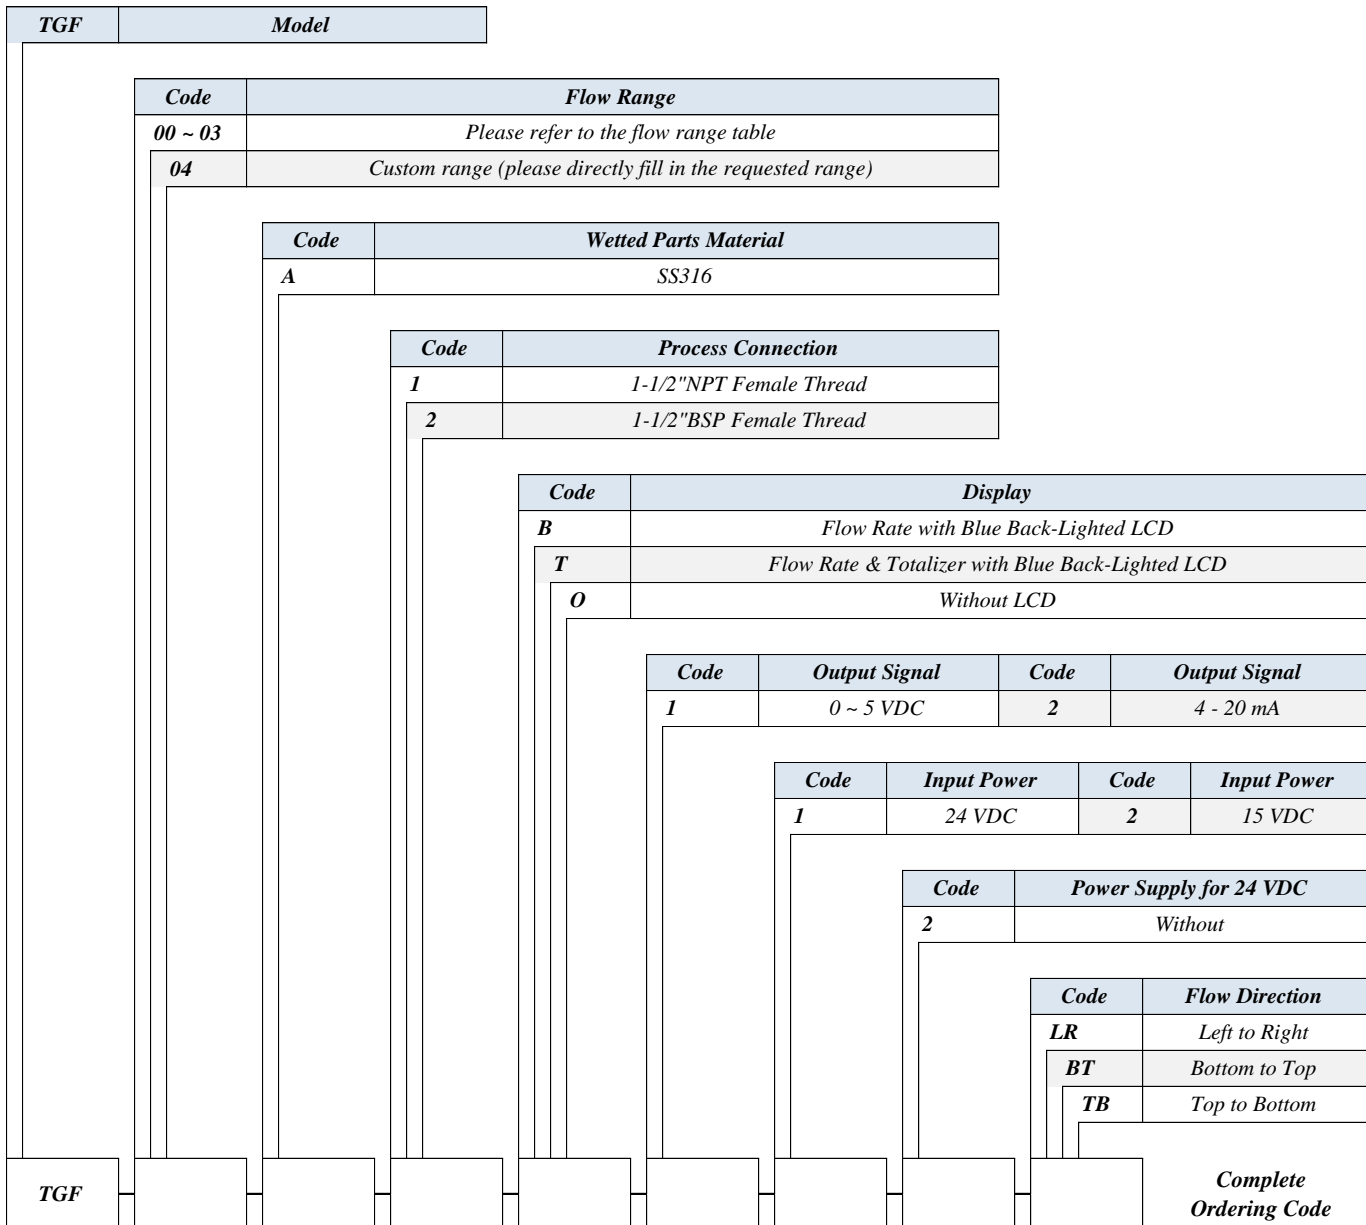 TGF Model
Code Flow Range
00 ~ 03 Please refer to the flow range table
04 Custom range (please directly fill in the requested range)
Code Wetted Parts Material
A SS316
Code Process Connection
1 1-1/2"NPT Female Thread
2 1-1/2"BSP Female Thread
Code Display
B Flow Rate with Blue Back-Lighted LCD
T Flow Rate & Totalizer with Blue Back-Lighted LCD
O Without LCD
Code Output Signal Code Output Signal
1 0 ~ 5 VDC 2 4 - 20 mA
Code Input Power Code Input Power
1 24 VDC 2 15 VDC
Code Power Supply for 24 VDC
2 Without
Code Flow Direction
LR Left to Right
BT Bottom to Top
TB Top to Bottom
TGF Complete
Ordering Code